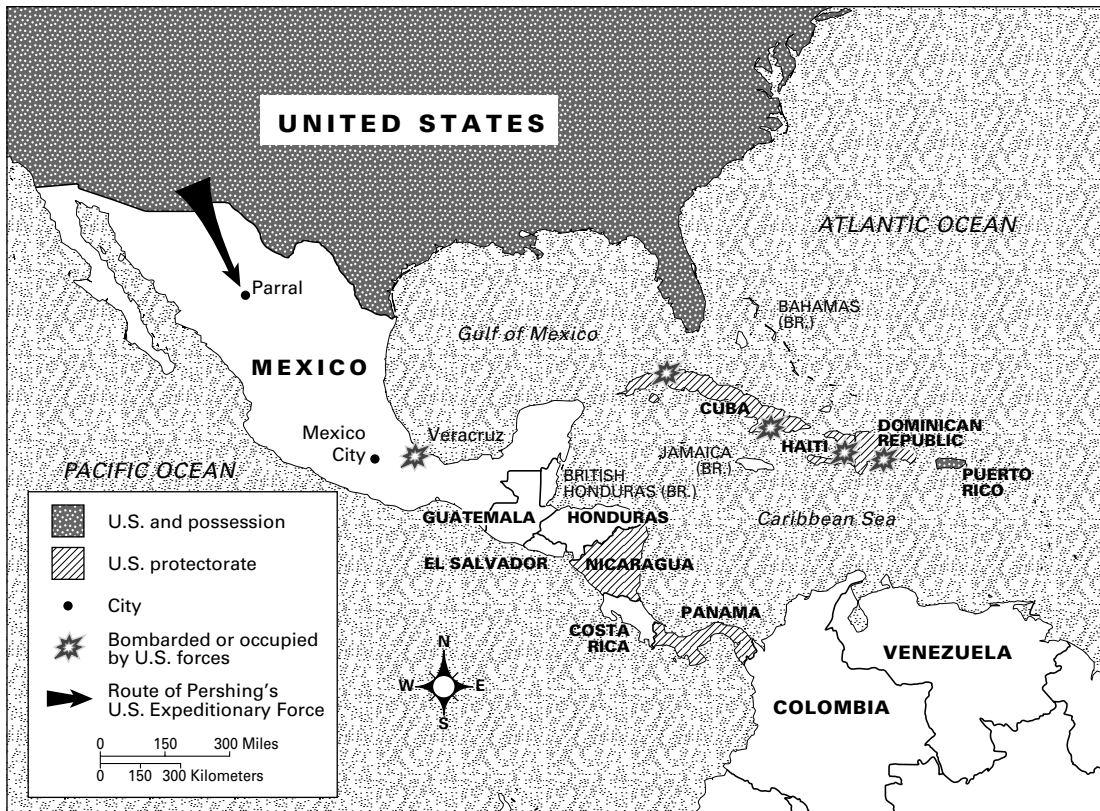 UNITED STATES
ATLANTIC OCEAN
Parral
BAHAMAS
(BR.)
Gulf of Mexico
MEXICO
CUBA
Mexico
City
Veracruz
HAITI
DOMINICAN
REPUBLIC
JAMAICA
(BR.)
PACIFIC OCEAN
PUERTO
RICO
BRITISH
HONDURAS (BR.)
GUATEMALA
HONDURAS
Caribbean Sea
EL SALVADOR
NICARAGUA
PANAMA
COSTA
RICA
VENEZUELA
COLOMBIA
N
W
E
S
U.S. and possession
U.S. protectorate
City
Bombarded or occupied
by U.S. forces
Route of Pershing's
U.S. Expeditionary Force
0 150 300 Miles
0 150 300 Kilometers